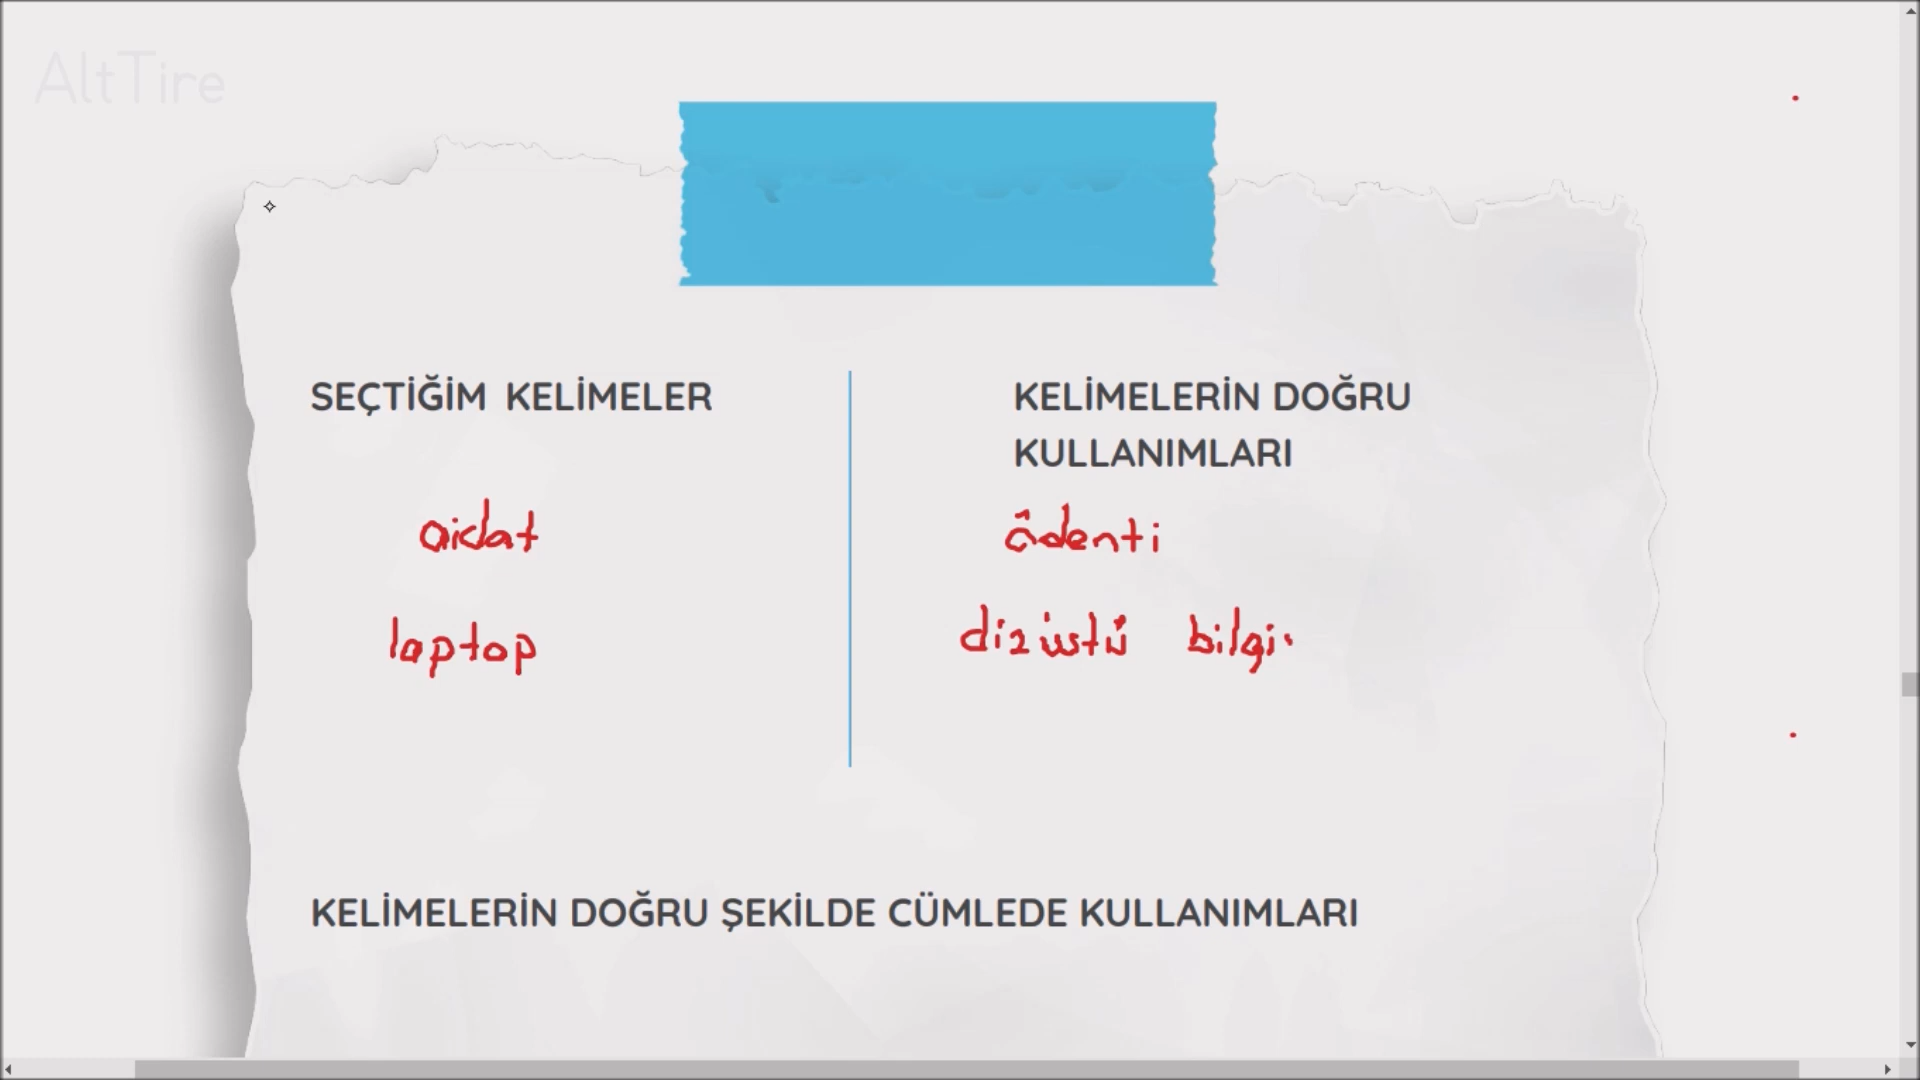 AltTire
SEÇTİĞİM KELİMELER
KELİMELERİN DOĞRU
KULLANIMLARI
aidat
âdenti
laptop
dizüstü bilgi
KELİMELERİN DOĞRU ŞEKİLDE CÜMLEDE KULLANIMLARI